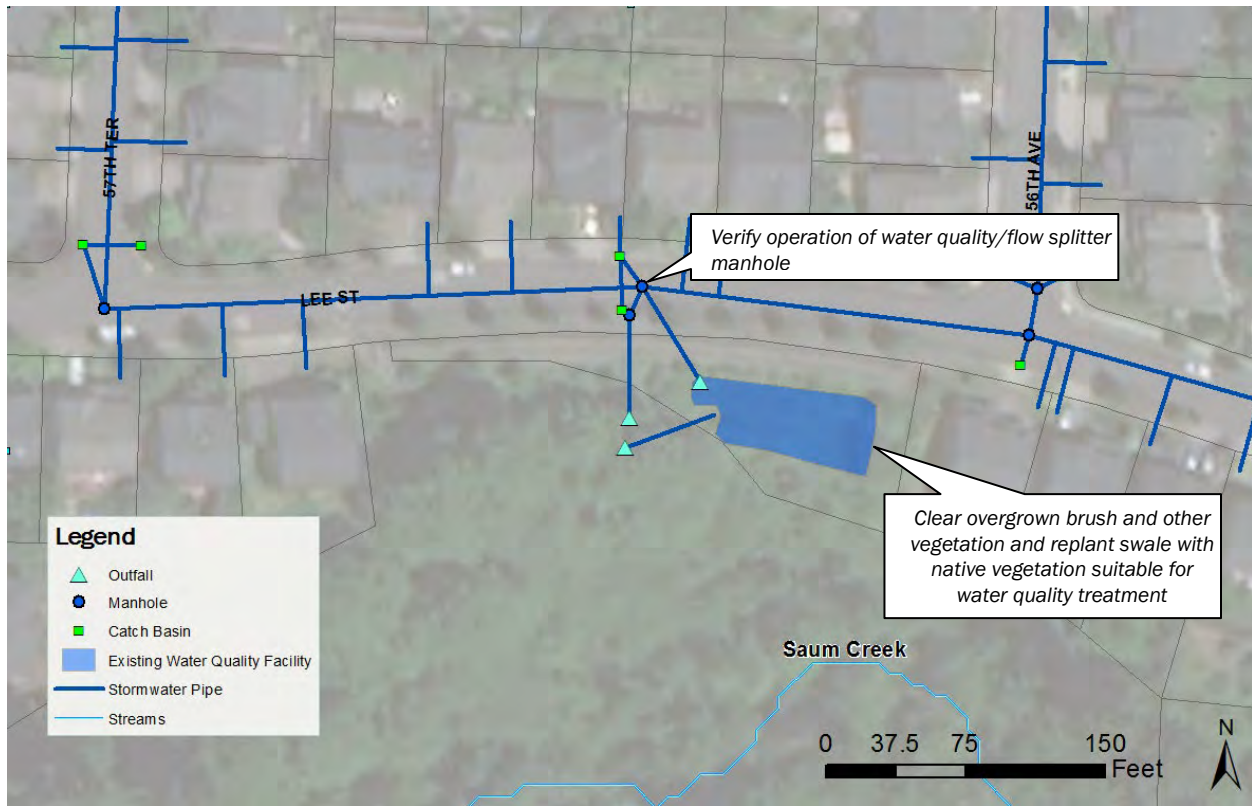 57TH TER
56TH AVE
Verify operation of water quality/flow splitter
manhole
LEE ST
Clear overgrown brush and other
vegetation and replant swale with
native vegetation suitable for
water quality treatment
Legend
Outfall
Manhole
Catch Basin
Existing Water Quality Facility
Stormwater Pipe
Streams
Saum Creek
0 37.5 75 150
Feet
N